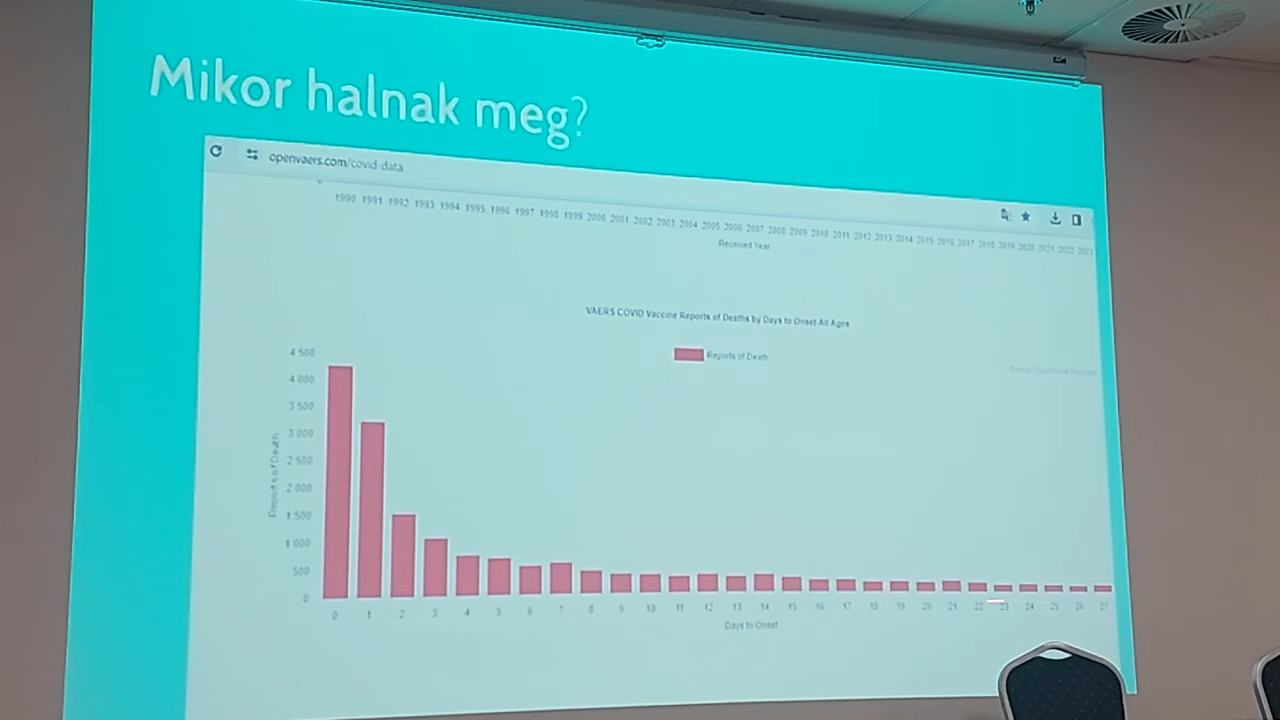 Mikor halnak meg?
openvaers.com/covid-data
1990 1991 1992 1993 1994 1995 1996 1997 1998 1999 2000 2001 2002 2003 2004 2005 2006 2007 2008 2009 2010 2011 2012 2013 2014 2015 2016 2017 2018 2019 2020 2021 2022 2023
Received Year
VAERS COVID Vaccine Reports of Deaths by Days to Onset All Ages
Reports of Death
4 500
4 000
3 500
3 000
2 500
2 000
1 500
1 000
500
0
Reports of Death
0 1 2 3 4 5 6 7 8 9 10 11 12 13 14 15 16 17 18 19 20 21 22 23 24 25 26 27
Days to Onset